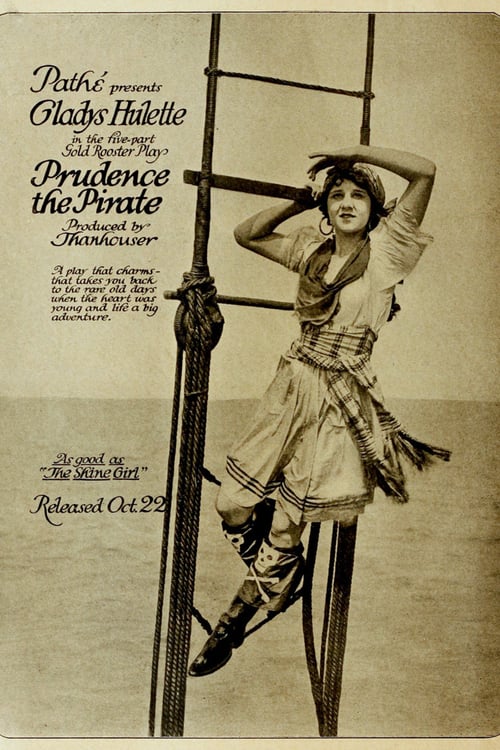 Pathé presents
Gladys Hulette
in the five-part
Gold Rooster Play
Prudence
the Pirate
Produced by
Thanhouser
A play that charms-
that takes you back
to the rare old days
when the heart was
young and life a big
adventure.
As good as
"The Shine Girl"
Released Oct. 22